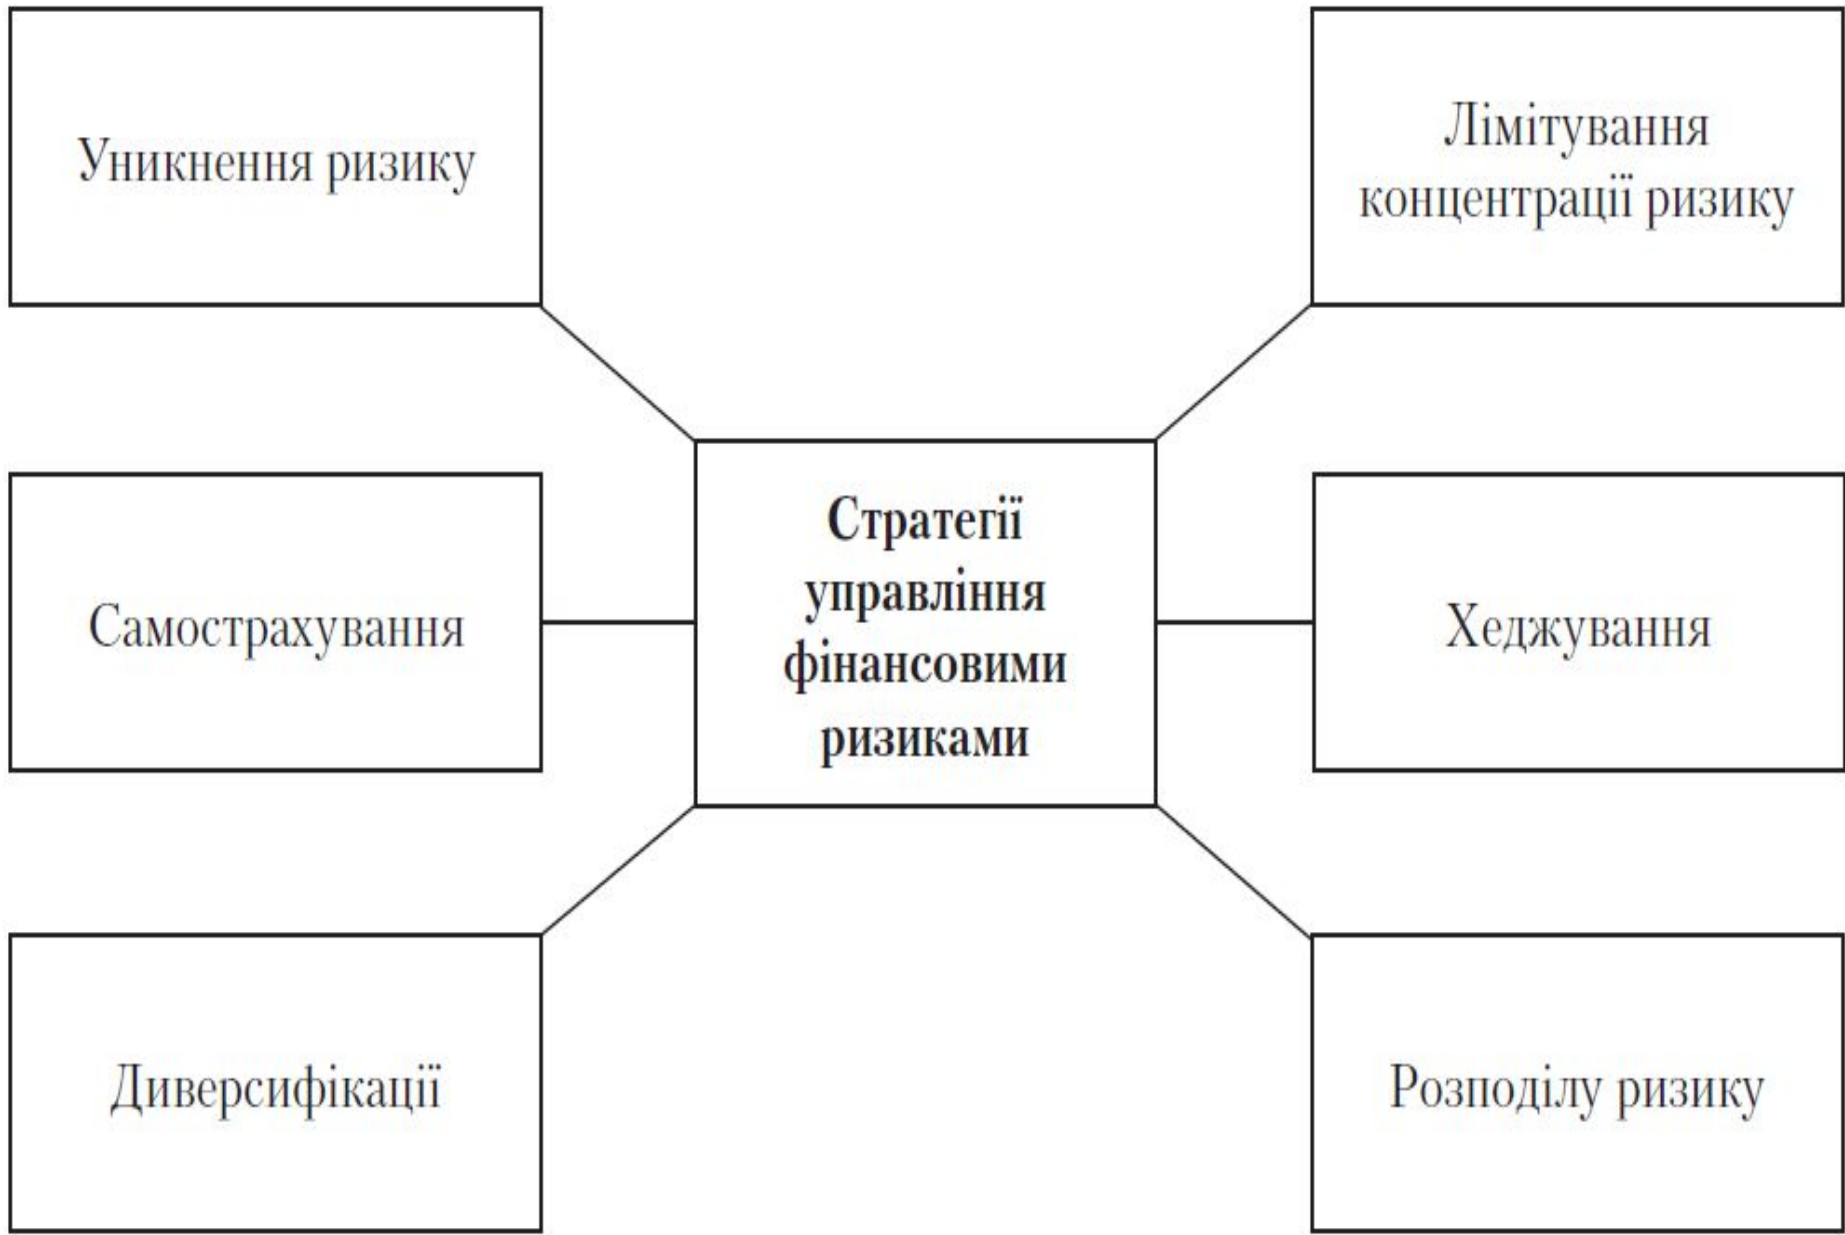 Уникнення ризику
Лімітування
концентрації ризику
Самострахування
Стратегії
управління
фінансовими
ризиками
Хеджування
Диверсифікації
Розподілу ризику